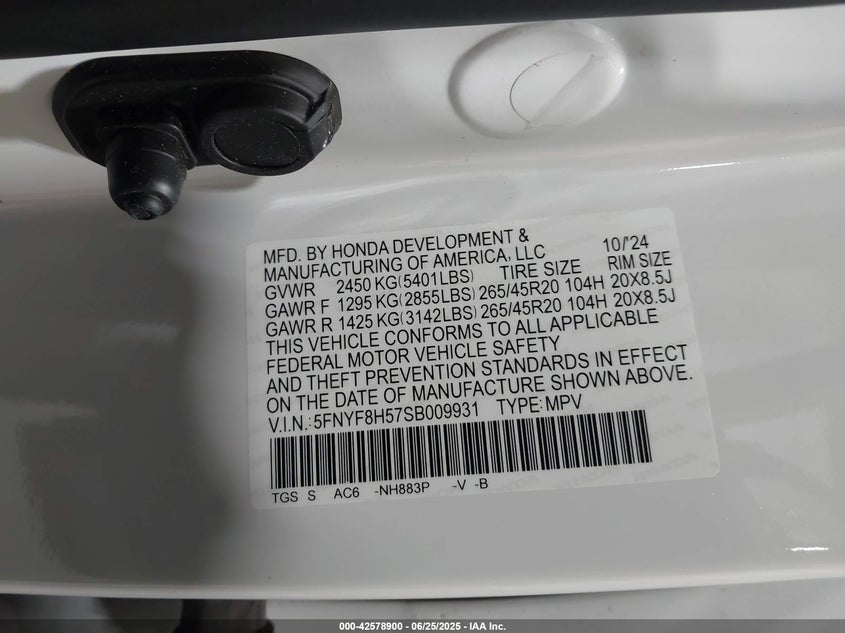 MFD. BY HONDA DEVELOPMENT & 10/'24
MANUFACTURING OF AMERICA, LLC
GVWR 2450 KG(5401LBS) TIRE SIZE RIM SIZE
GAWR F 1295 KG(2855LBS) 265/45R20 104H 20X8.5J
GAWR R 1425 KG(3142LBS) 265/45R20 104H 20X8.5J
THIS VEHICLE CONFORMS TO ALL APPLICABLE
FEDERAL MOTOR VEHICLE SAFETY
AND THEFT PREVENTION STANDARDS IN EFFECT
ON THE DATE OF MANUFACTURE SHOWN ABOVE.
V.I.N.:5FNYF8H57SB009931 TYPE:MPV
TGS S AC6 -NH883P -V -B
000-42578900 - 06/25/2025 - IAA Inc.